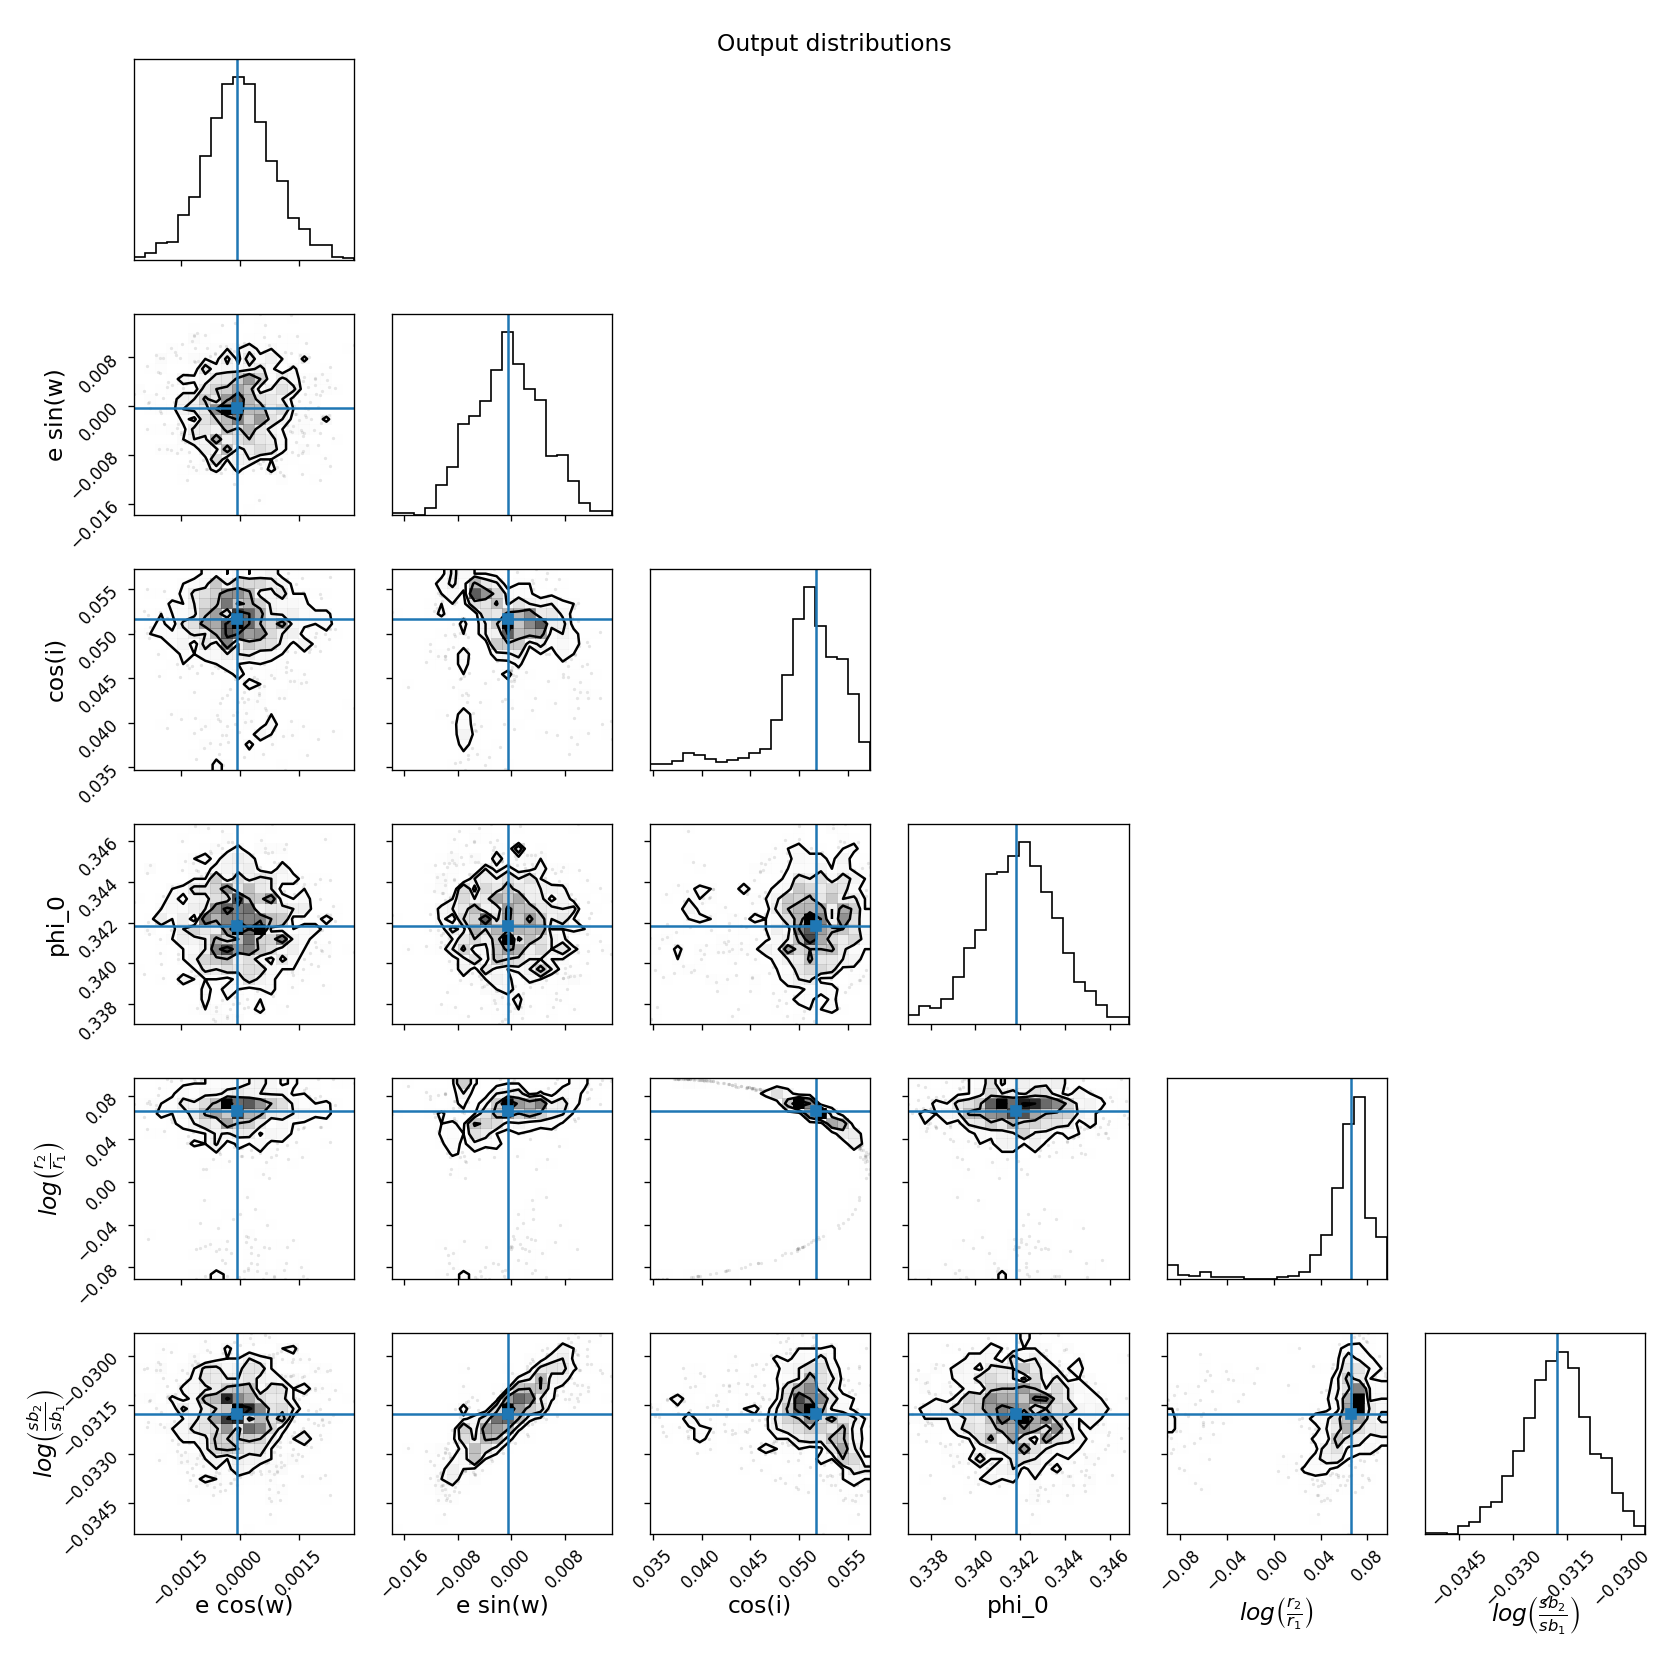 Output distributions
e sin(w)
0.008
0.000
−0.008
−0.016
cos(i)
0.055
0.050
0.045
0.040
0.035
phi_0
0.346
0.344
0.342
0.340
0.338
log(r₂/r₁)
0.08
0.04
0.00
−0.04
−0.08
log(sb₂/sb₁)
−0.0300
−0.0315
−0.0330
−0.0345
−0.0015 0.0000 0.0015
−0.016 −0.008 0.000 0.008
0.035 0.040 0.045 0.050 0.055
0.338 0.340 0.342 0.344 0.346
−0.08 −0.04 0.00 0.04 0.08
−0.0345 −0.0330 −0.0315 −0.0300
e cos(w) e sin(w) cos(i) phi_0 log(r₂/r₁) log(sb₂/sb₁)